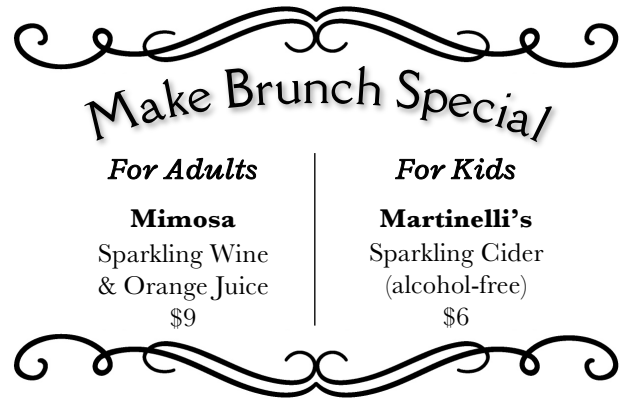 Make Brunch Special
For Adults
Mimosa
Sparkling Wine
& Orange Juice
$9
For Kids
Martinelli's
Sparkling Cider
(alcohol-free)
$6